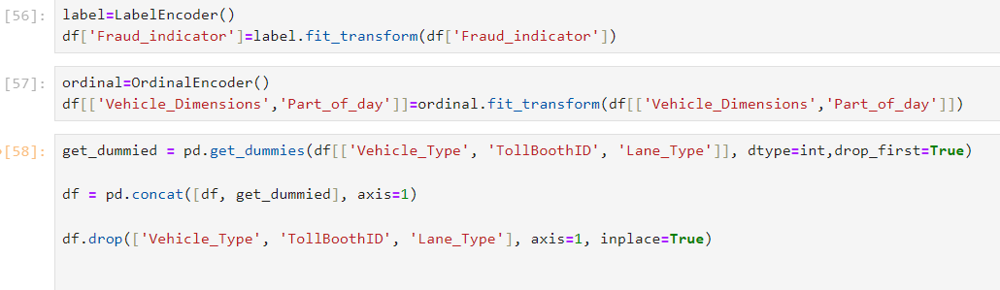 [56]:
label=LabelEncoder()
df['Fraud_indicator']=label.fit_transform(df['Fraud_indicator'])
[57]:
ordinal=OrdinalEncoder()
df[['Vehicle_Dimensions','Part_of_day']]=ordinal.fit_transform(df[['Vehicle_Dimensions','Part_of_day']])
[58]:
get_dummied = pd.get_dummies(df[['Vehicle_Type', 'TollBoothID', 'Lane_Type']], dtype=int,drop_first=True)
df = pd.concat([df, get_dummied], axis=1)
df.drop(['Vehicle_Type', 'TollBoothID', 'Lane_Type'], axis=1, inplace=True)